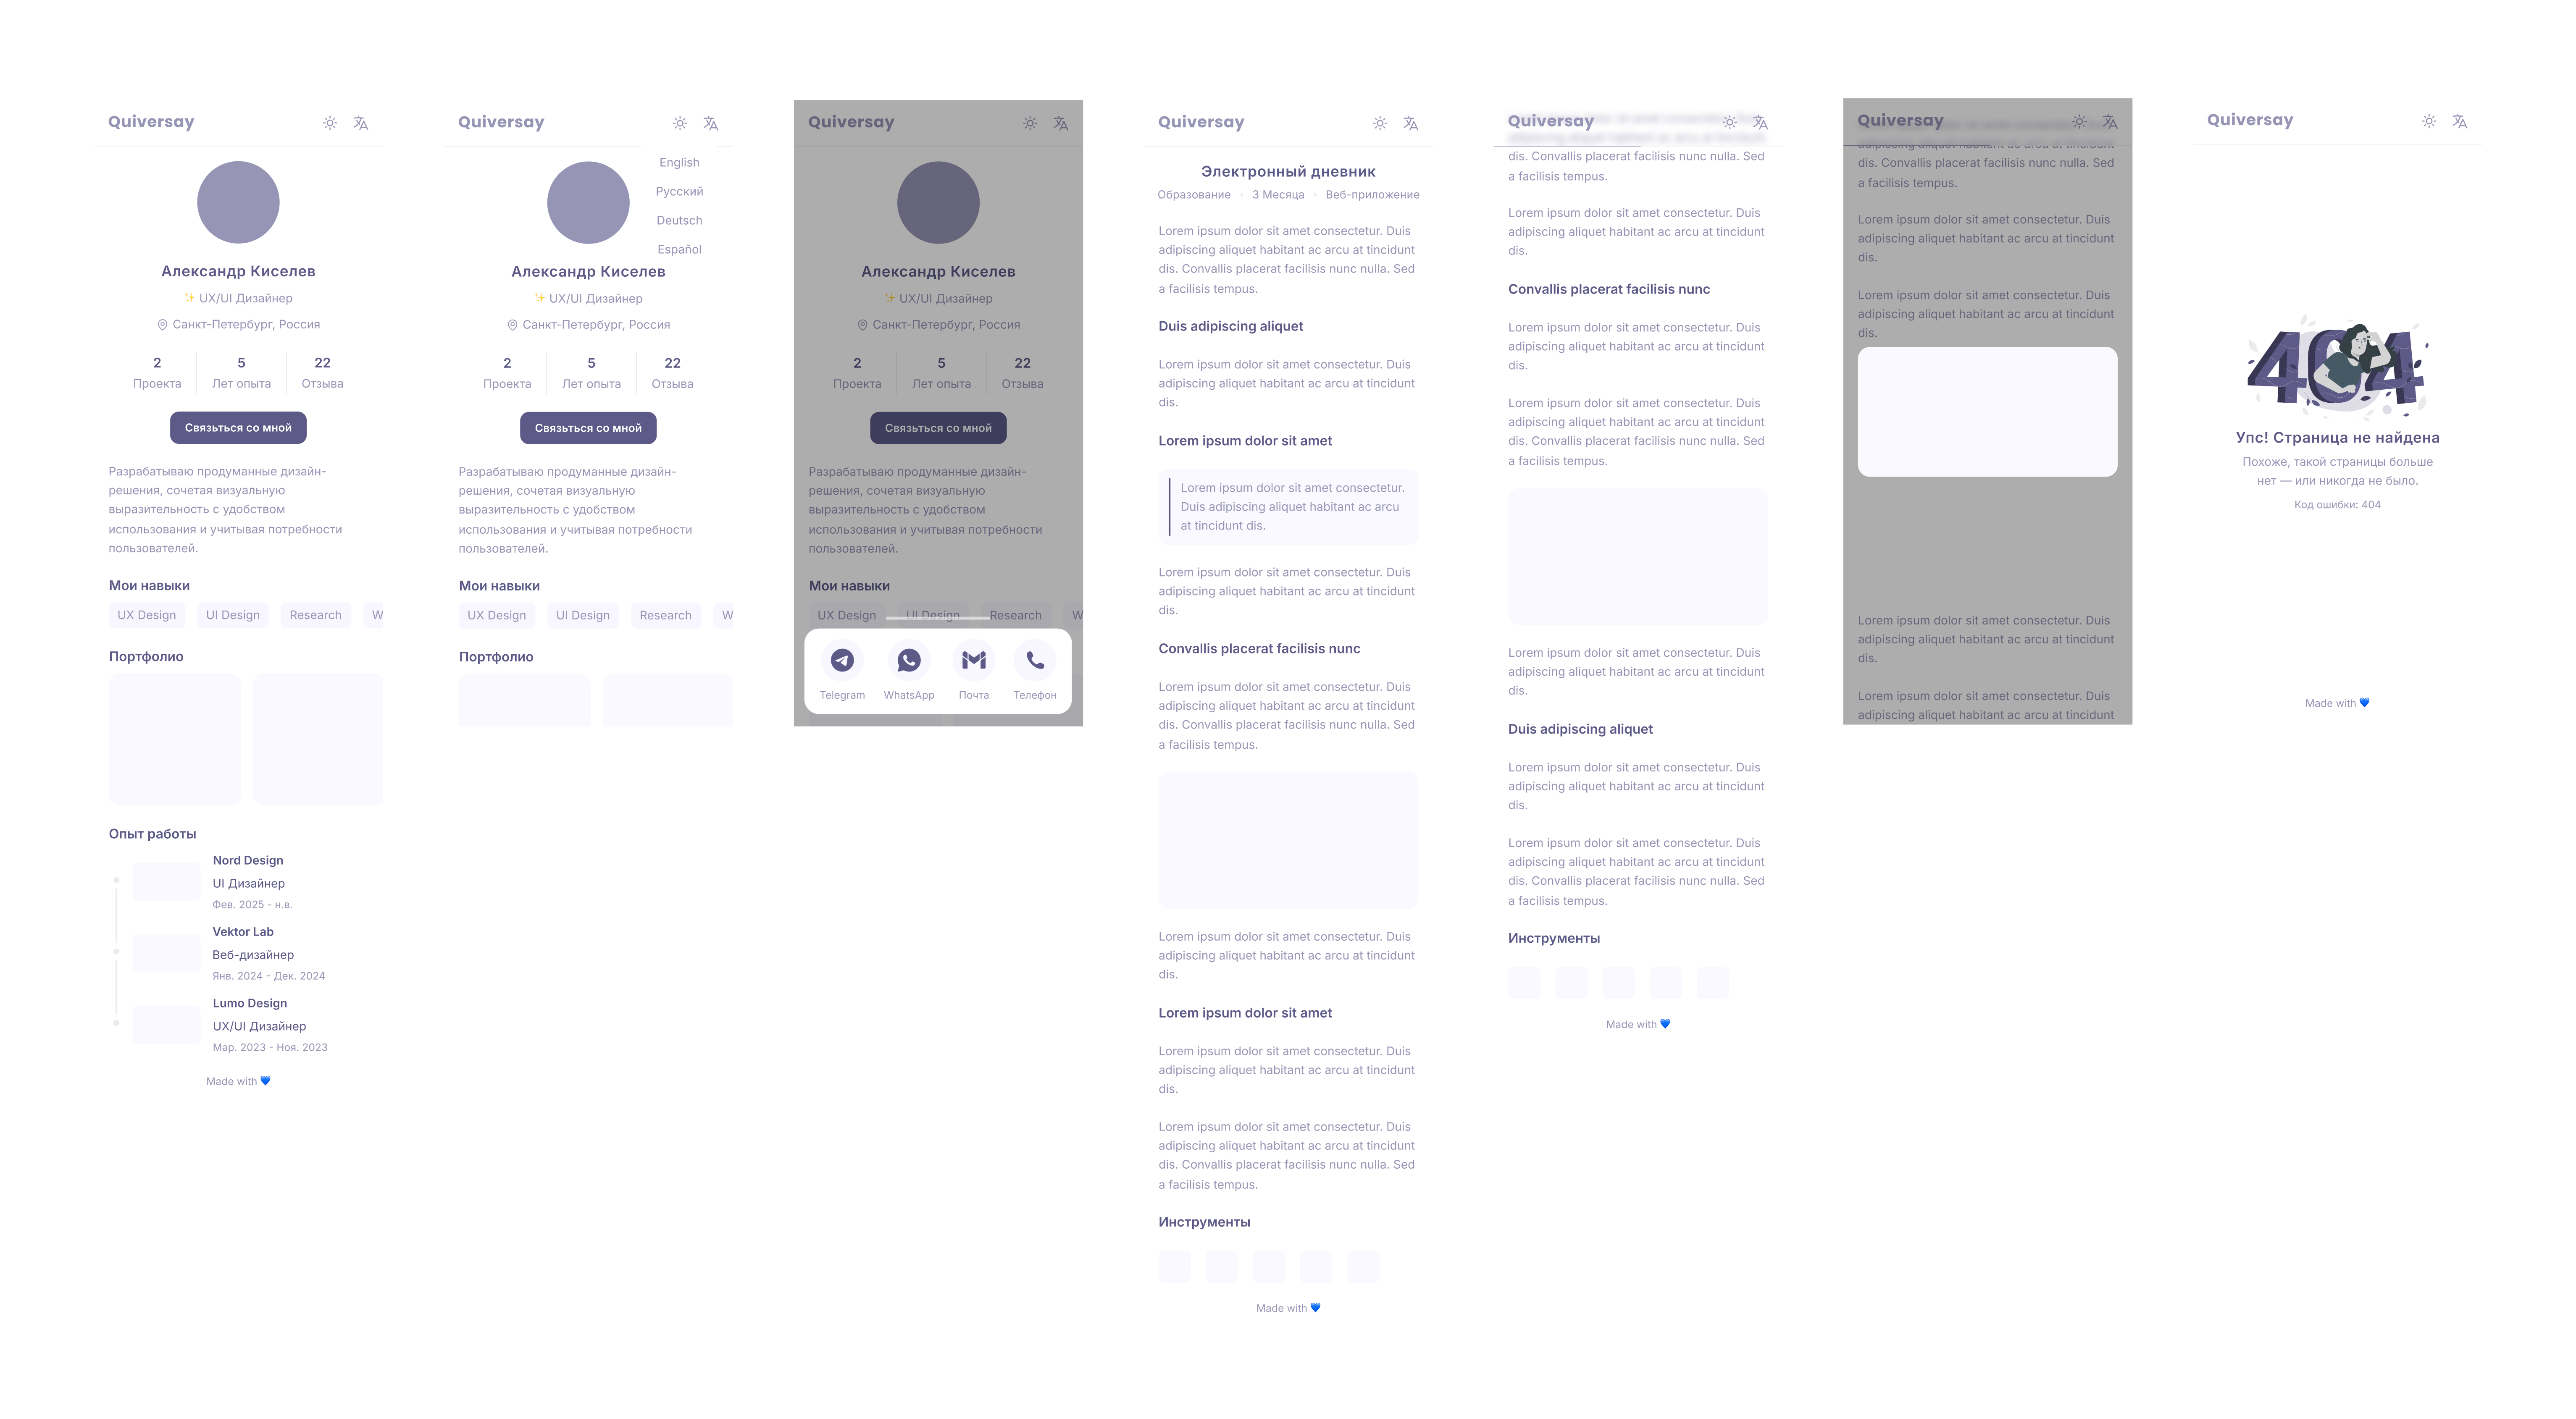 Quiversay
Александр Киселев
✨ UX/UI Дизайнер
Санкт-Петербург, Россия
2 5 22
Проекта Лет опыта Отзыва
Связьться со мной
Разрабатываю продуманные дизайн-
решения, сочетая визуальную
выразительность с удобством
использования и учитывая потребности
пользователей.
Мои навыки
UX Design UI Design Research W
Портфолио
Опыт работы
Nord Design
UI Дизайнер
Фев. 2025 - н.в.
Vektor Lab
Веб-дизайнер
Янв. 2024 - Дек. 2024
Lumo Design
UX/UI Дизайнер
Мар. 2023 - Ноя. 2023
Made with 💙
Quiversay
English
Русский
Deutsch
Español
Александр Киселев
✨ UX/UI Дизайнер
Санкт-Петербург, Россия
2 5 22
Проекта Лет опыта Отзыва
Связьться со мной
Разрабатываю продуманные дизайн-
решения, сочетая визуальную
выразительность с удобством
использования и учитывая потребности
пользователей.
Мои навыки
UX Design UI Design Research W
Портфолио
Quiversay
Александр Киселев
✨ UX/UI Дизайнер
Санкт-Петербург, Россия
2 5 22
Проекта Лет опыта Отзыва
Связьться со мной
Разрабатываю продуманные дизайн-
решения, сочетая визуальную
выразительность с удобством
использования и учитывая потребности
пользователей.
Мои навыки
UX Design UI Design Research W
Telegram WhatsApp Почта Телефон
Quiversay
Электронный дневник
Образование · 3 Месяца · Веб-приложение
Lorem ipsum dolor sit amet consectetur. Duis
adipiscing aliquet habitant ac arcu at tincidunt
dis. Convallis placerat facilisis nunc nulla. Sed
a facilisis tempus.
Duis adipiscing aliquet
Lorem ipsum dolor sit amet consectetur. Duis
adipiscing aliquet habitant ac arcu at tincidunt
dis.
Lorem ipsum dolor sit amet
Lorem ipsum dolor sit amet consectetur.
Duis adipiscing aliquet habitant ac arcu
at tincidunt dis.
Lorem ipsum dolor sit amet consectetur. Duis
adipiscing aliquet habitant ac arcu at tincidunt
dis.
Convallis placerat facilisis nunc
Lorem ipsum dolor sit amet consectetur. Duis
adipiscing aliquet habitant ac arcu at tincidunt
dis. Convallis placerat facilisis nunc nulla. Sed
a facilisis tempus.
Lorem ipsum dolor sit amet consectetur. Duis
adipiscing aliquet habitant ac arcu at tincidunt
dis.
Lorem ipsum dolor sit amet
Lorem ipsum dolor sit amet consectetur. Duis
adipiscing aliquet habitant ac arcu at tincidunt
dis.
Lorem ipsum dolor sit amet consectetur. Duis
adipiscing aliquet habitant ac arcu at tincidunt
dis. Convallis placerat facilisis nunc nulla. Sed
a facilisis tempus.
Инструменты
Made with 💙
Quiversay
dis. Convallis placerat facilisis nunc nulla. Sed
a facilisis tempus.
Lorem ipsum dolor sit amet consectetur. Duis
adipiscing aliquet habitant ac arcu at tincidunt
dis.
Convallis placerat facilisis nunc
Lorem ipsum dolor sit amet consectetur. Duis
adipiscing aliquet habitant ac arcu at tincidunt
dis.
Lorem ipsum dolor sit amet consectetur. Duis
adipiscing aliquet habitant ac arcu at tincidunt
dis. Convallis placerat facilisis nunc nulla. Sed
a facilisis tempus.
Lorem ipsum dolor sit amet consectetur. Duis
adipiscing aliquet habitant ac arcu at tincidunt
dis.
Duis adipiscing aliquet
Lorem ipsum dolor sit amet consectetur. Duis
adipiscing aliquet habitant ac arcu at tincidunt
dis.
Lorem ipsum dolor sit amet consectetur. Duis
adipiscing aliquet habitant ac arcu at tincidunt
dis. Convallis placerat facilisis nunc nulla. Sed
a facilisis tempus.
Инструменты
Made with 💙
Quiversay
adipiscing aliquet habitant ac arcu at tincidunt
dis. Convallis placerat facilisis nunc nulla. Sed
a facilisis tempus.
Lorem ipsum dolor sit amet consectetur. Duis
adipiscing aliquet habitant ac arcu at tincidunt
dis.
Lorem ipsum dolor sit amet consectetur. Duis
adipiscing aliquet habitant ac arcu at tincidunt
dis.
Lorem ipsum dolor sit amet consectetur. Duis
adipiscing aliquet habitant ac arcu at tincidunt
dis.
Lorem ipsum dolor sit amet consectetur. Duis
adipiscing aliquet habitant ac arcu at tincidunt
Quiversay
404
Упс! Страница не найдена
Похоже, такой страницы больше
нет — или никогда не было.
Код ошибки: 404
Made with 💙